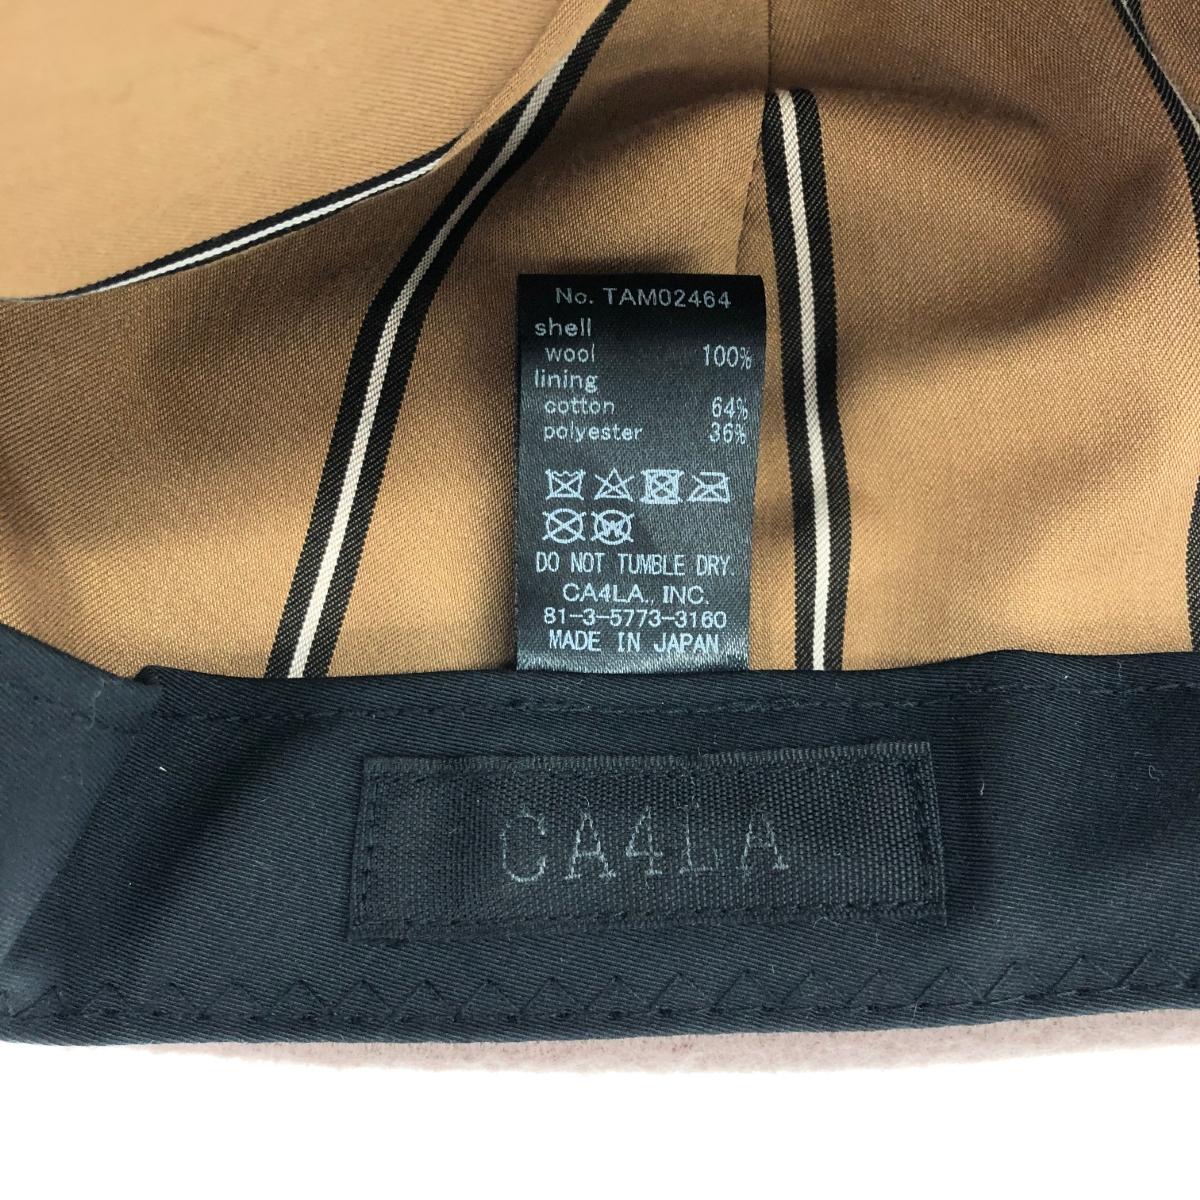 No. TAM02464
shell
wool 100%
lining
cotton 64%
polyester 36%
W
DO NOT TUMBLE DRY.
CA4LA., INC.
81-3-5773-3160
MADE IN JAPAN
CA4LA